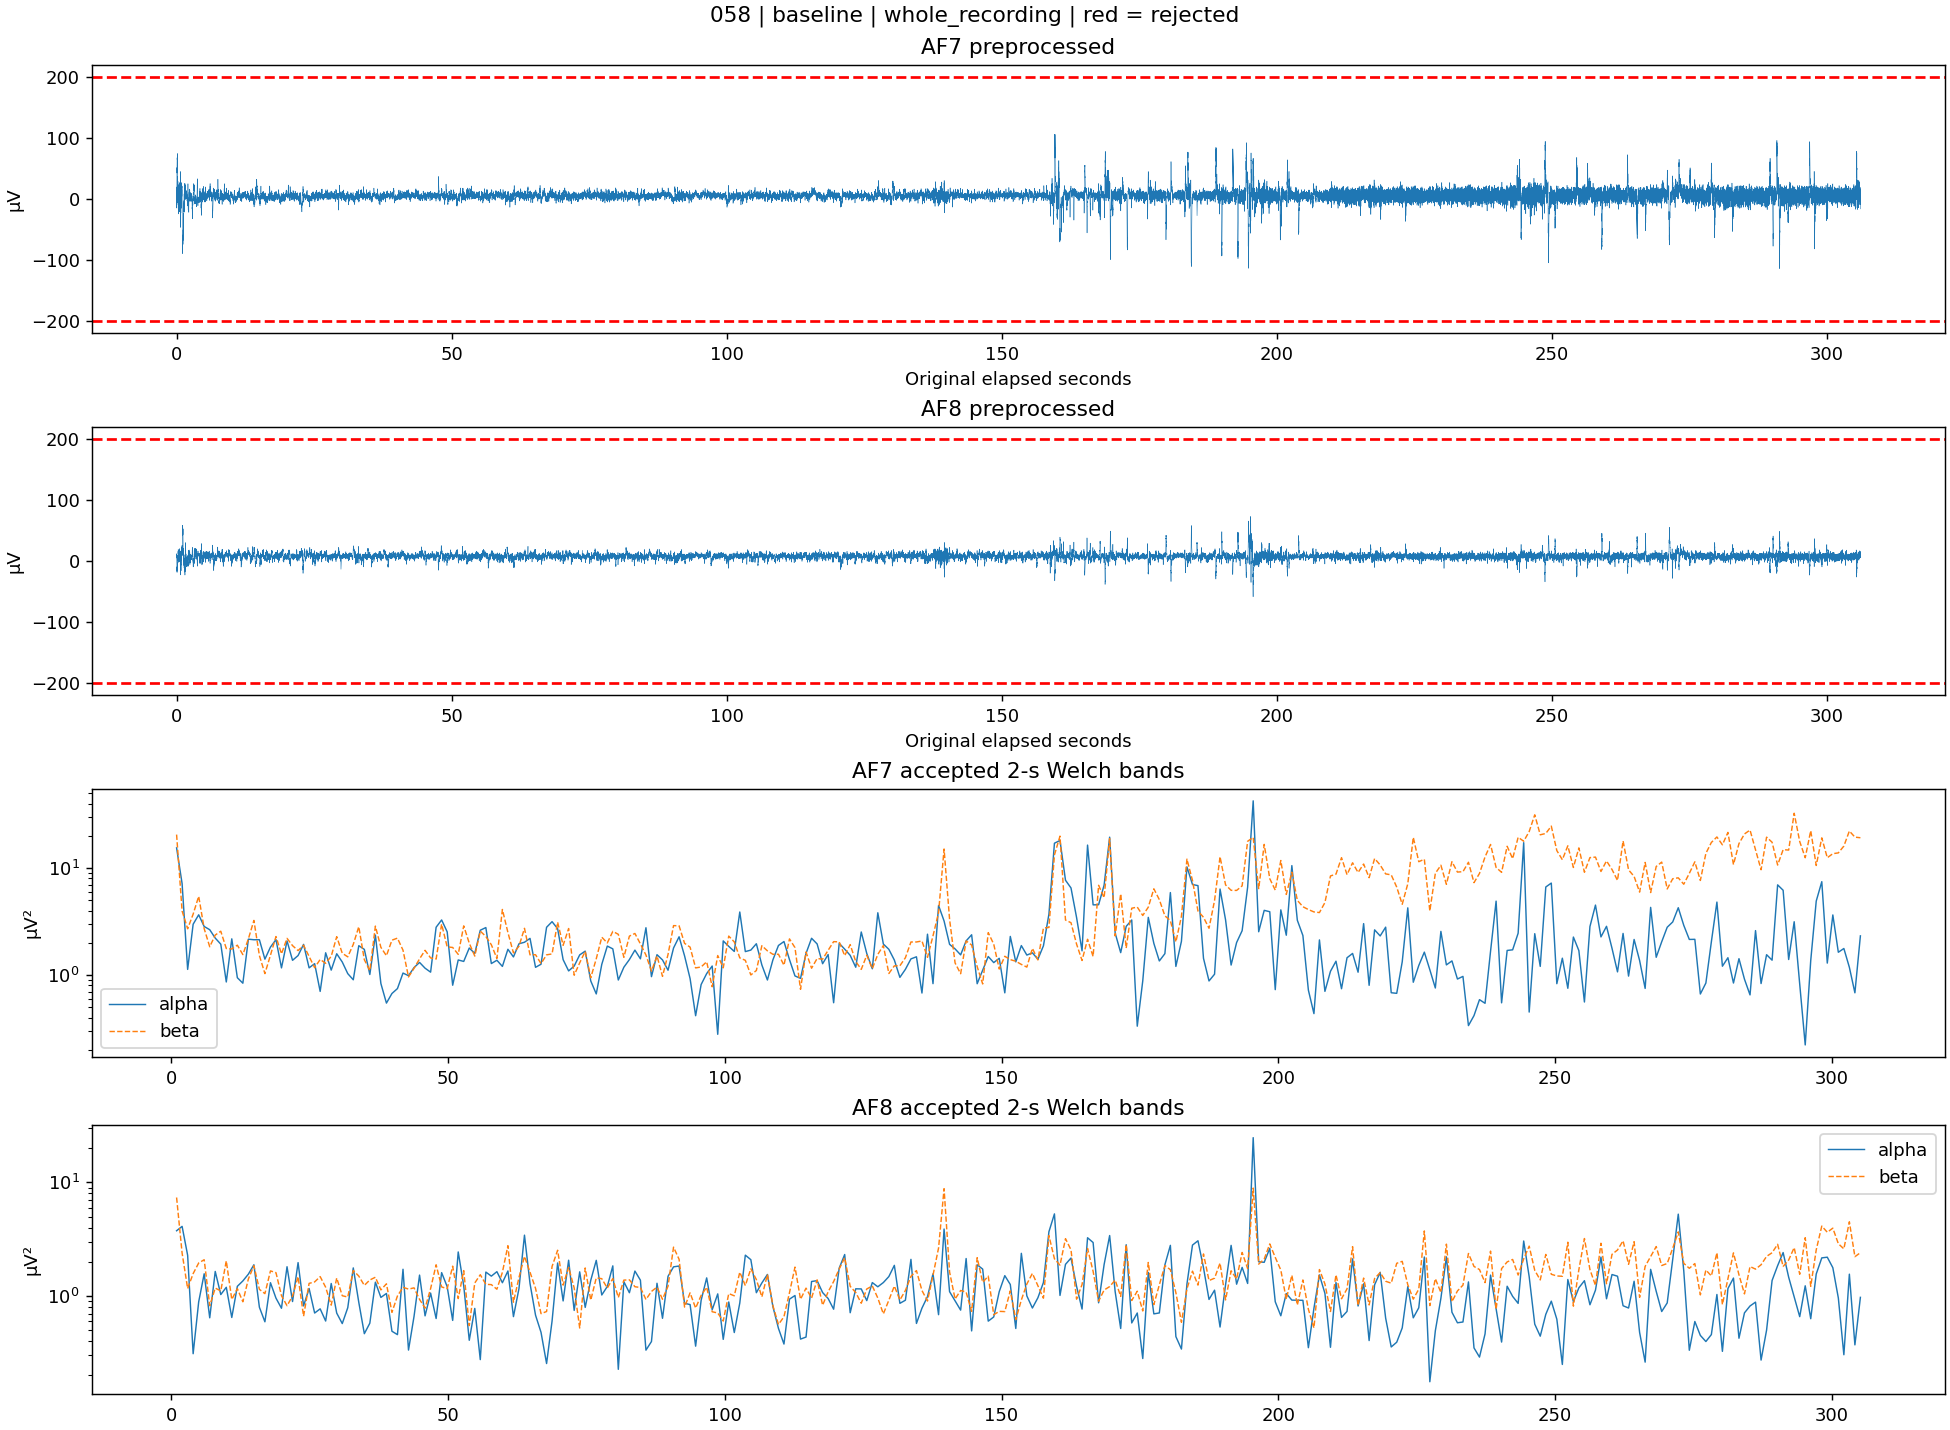 058 | baseline | whole_recording | red = rejected
AF7 preprocessed
µV
200
100
0
−100
−200
0 50 100 150 200 250 300
Original elapsed seconds
AF8 preprocessed
µV
200
100
0
−100
−200
0 50 100 150 200 250 300
Original elapsed seconds
AF7 accepted 2-s Welch bands
µV²
10¹
10⁰
alpha
beta
0 50 100 150 200 250 300
AF8 accepted 2-s Welch bands
µV²
10¹
10⁰
alpha
beta
0 50 100 150 200 250 300